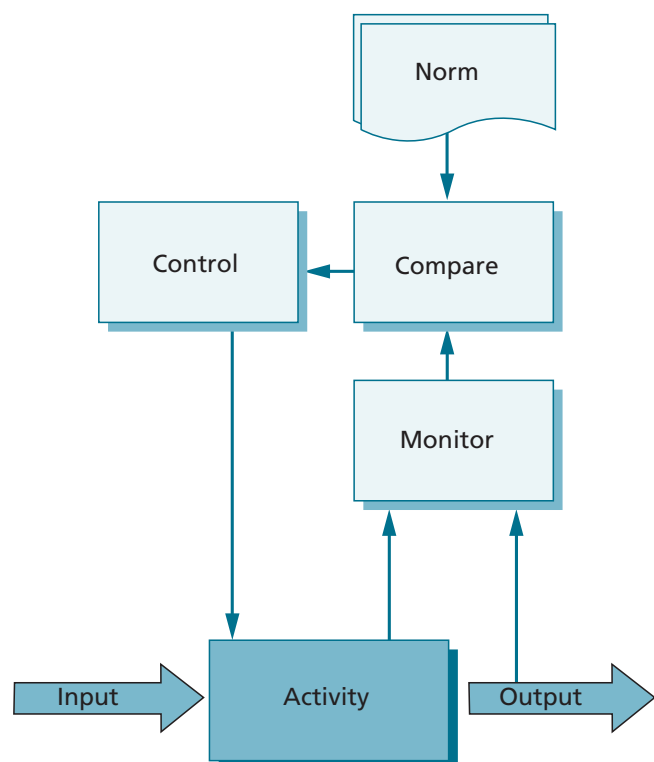 Norm
Control
Compare
Monitor
Input
Activity
Output